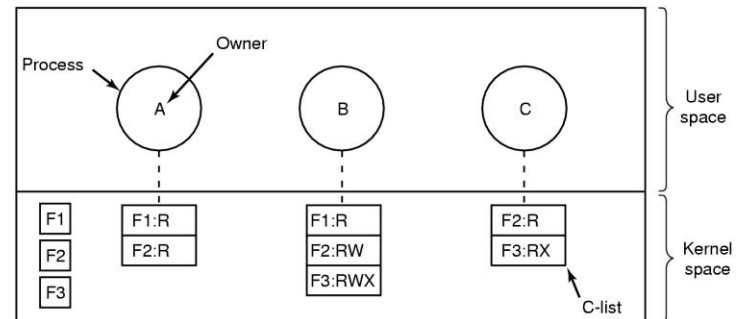 Owner
Process
A
B
C
User
space
F1
F2
F3
F1:R
F2:R
F1:R
F2:RW
F3:RWX
F2:R
F3:RX
Kernel
space
C-list